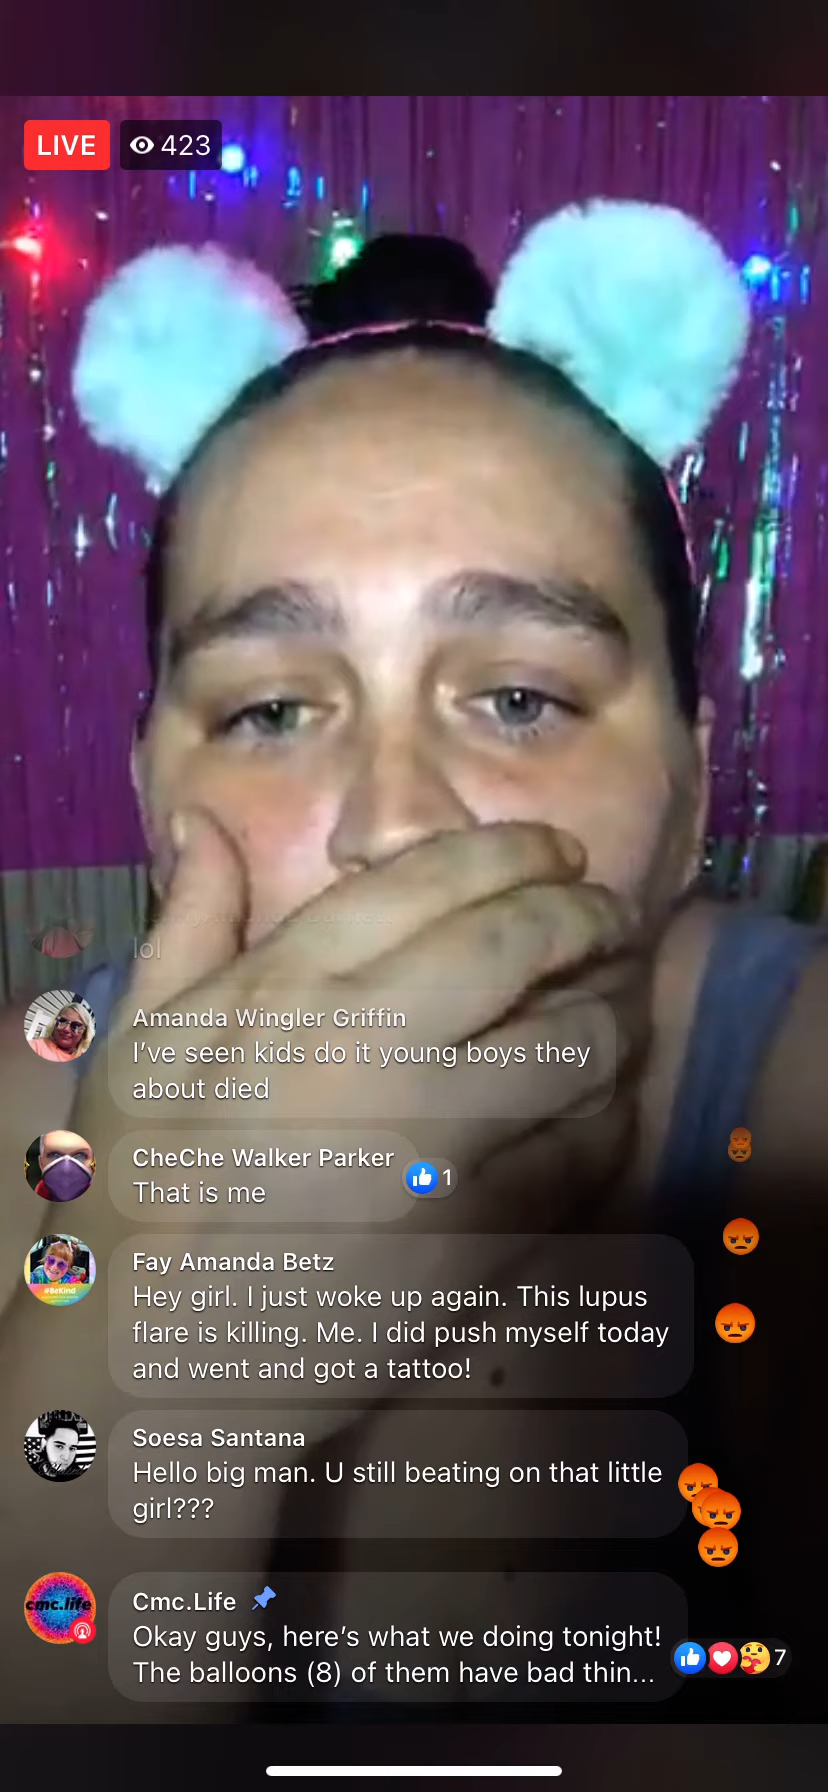 LIVE 423
lol
Amanda Wingler Griffin
I've seen kids do it young boys they
about died
CheChe Walker Parker
That is me
1
Fay Amanda Betz
#BeKind
Hey girl. I just woke up again. This lupus
flare is killing. Me. I did push myself today
and went and got a tattoo!
Soesa Santana
Hello big man. U still beating on that little
girl???
cmc.life
Cmc.Life
Okay guys, here's what we doing tonight!
The balloons (8) of them have bad thin...
7